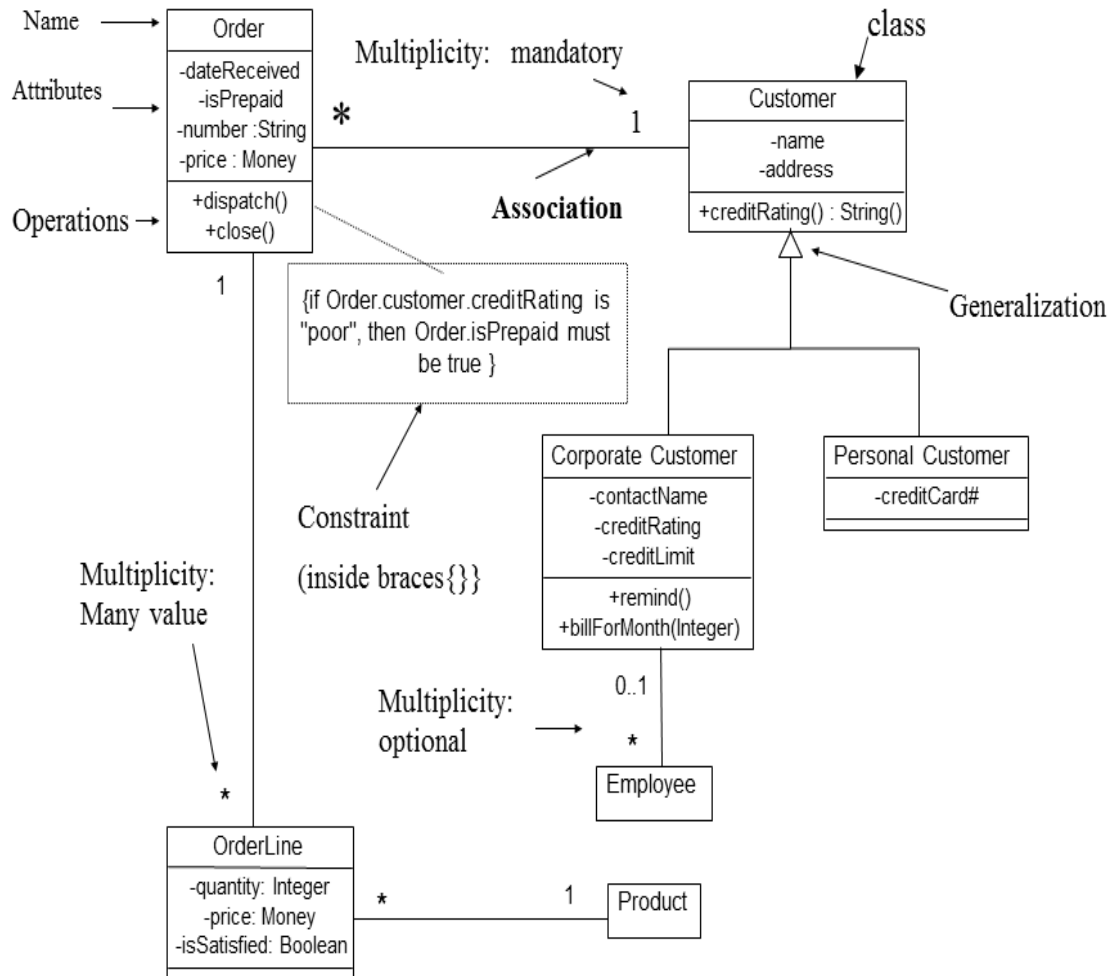 Name
Order
class
Attributes
-dateReceived
-isPrepaid
-number :String
-price : Money
Multiplicity: mandatory
*
1
Customer
-name
-address
+creditRating() : String()
Association
Operations
+dispatch()
+close()
1
{if Order.customer.creditRating is
"poor", then Order.isPrepaid must
be true }
Generalization
Constraint
(inside braces{}}
Corporate Customer
-contactName
-creditRating
-creditLimit
+remind()
+billForMonth(Integer)
Personal Customer
-creditCard#
Multiplicity:
Many value
*
0..1
Multiplicity:
optional
*
Employee
OrderLine
-quantity: Integer
-price: Money
-isSatisfied: Boolean
*
1
Product